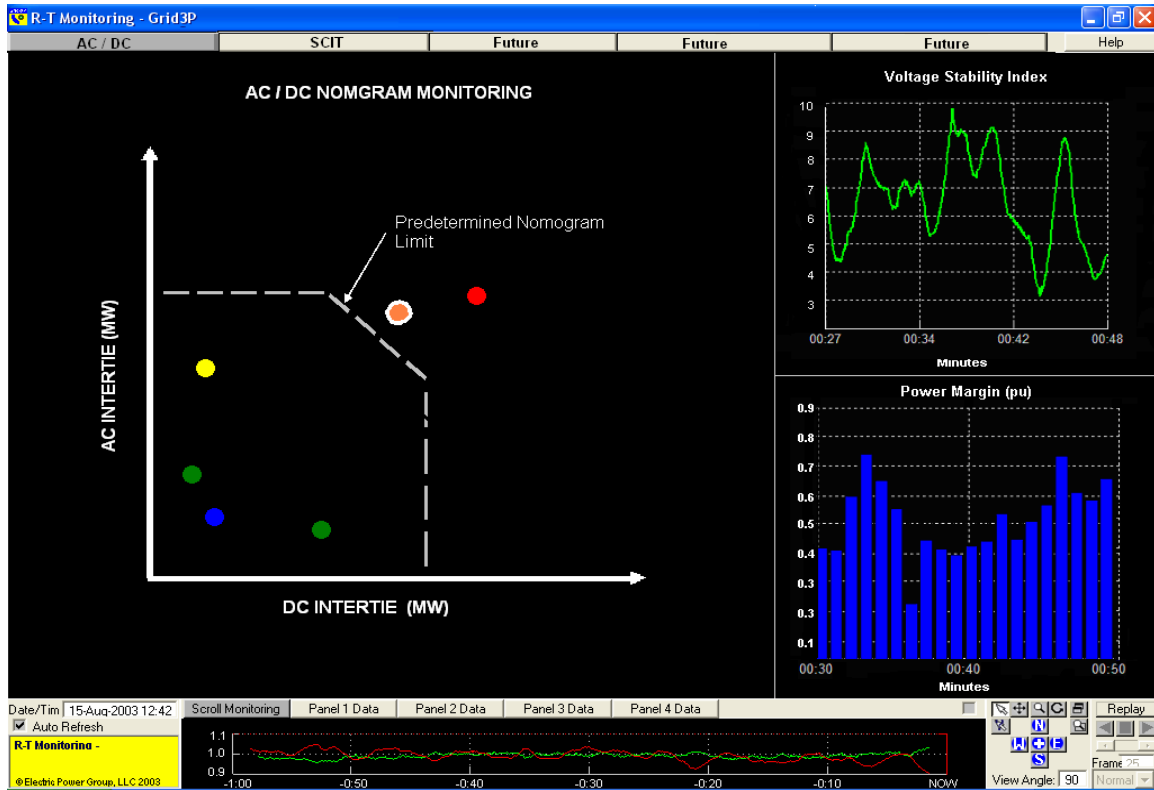 R-T Monitoring - Grid3P
AC / DC
SCIT
Future
Future
Future
Help
AC / DC NOMGRAM MONITORING
Predetermined Nomogram
Limit
AC INTERTIE (MW)
DC INTERTIE (MW)
Voltage Stability Index
10
9
8
7
6
5
4
3
00:27
00:34
00:42
00:48
Minutes
Power Margin (pu)
0.9
0.8
0.7
0.6
0.5
0.4
0.3
0.3
0.1
00:30
00:40
00:50
Minutes
Date/Tim
15-Aug-2003 12:42
Auto Refresh
R-T Monitoring -
© Electric Power Group, LLC 2003
Scroll Monitoring
Panel 1 Data
Panel 2 Data
Panel 3 Data
Panel 4 Data
1.1
1.0
0.9
-1:00
-0:50
-0:40
-0:30
-0:20
-0:10
NOW
N
W
E
S
View Angle: 90
Replay
Frame 25
Normal